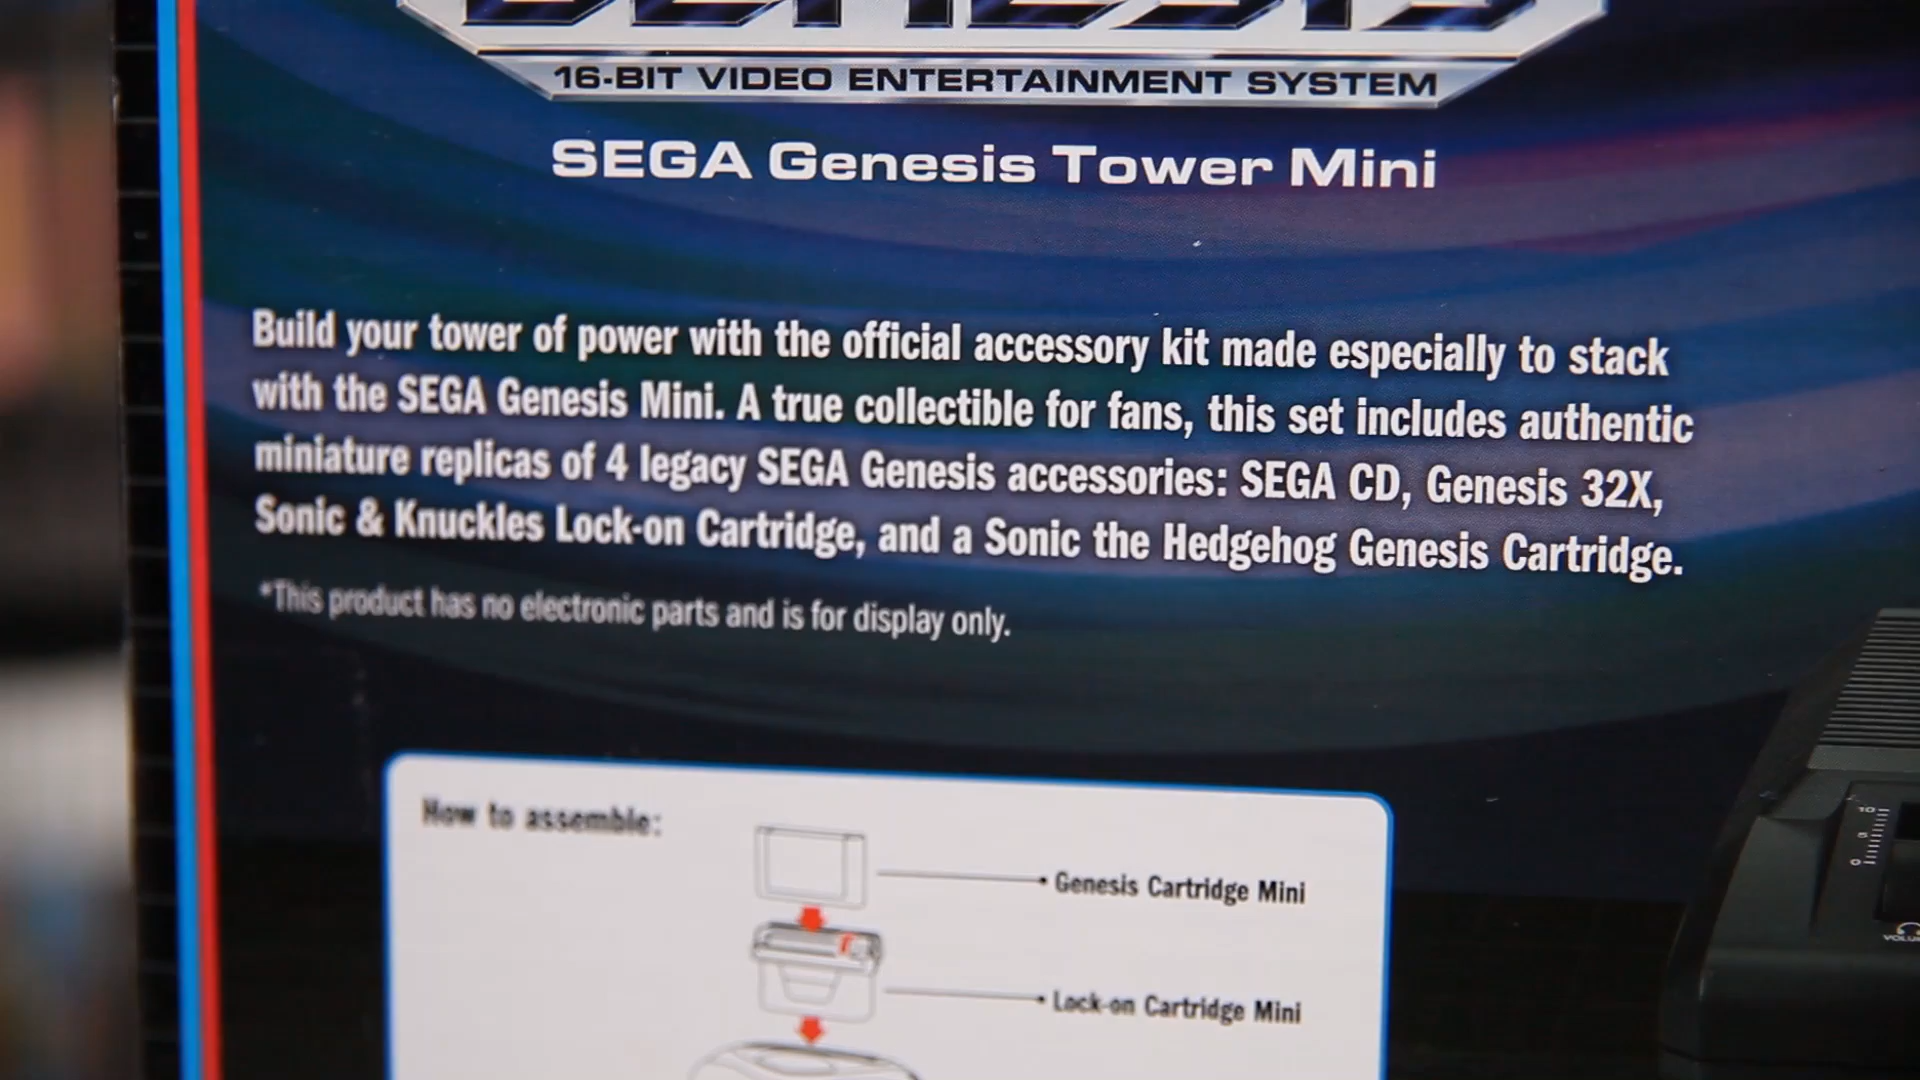 GENESIS
16-BIT VIDEO ENTERTAINMENT SYSTEM
SEGA Genesis Tower Mini
Build your tower of power with the official accessory kit made especially to stack
with the SEGA Genesis Mini. A true collectible for fans, this set includes authentic
miniature replicas of 4 legacy SEGA Genesis accessories: SEGA CD, Genesis 32X,
Sonic & Knuckles Lock-on Cartridge, and a Sonic the Hedgehog Genesis Cartridge.
*This product has no electronic parts and is for display only.
How to assemble:
Genesis Cartridge Mini
Lock-on Cartridge Mini
10
5
0